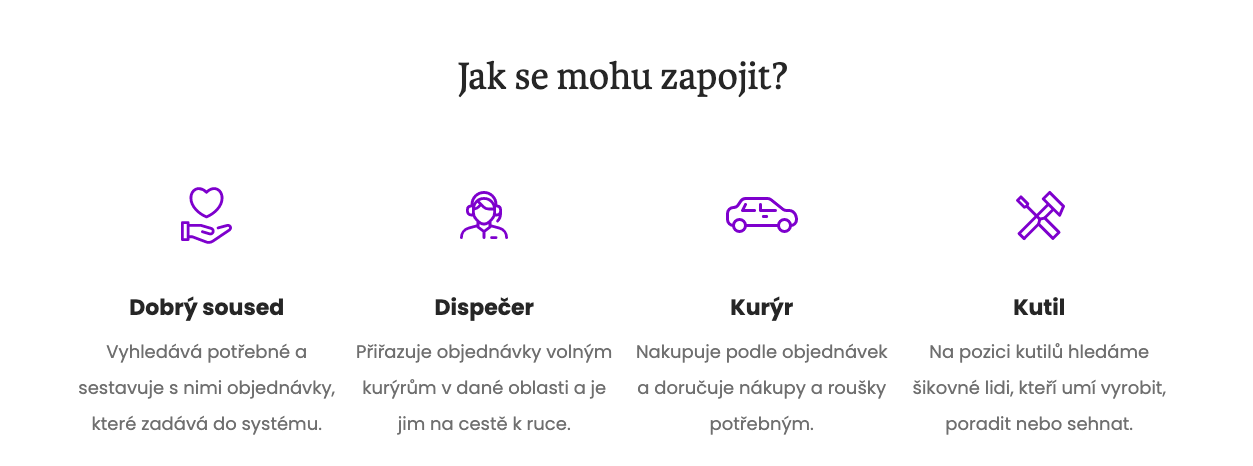 Jak se mohu zapojit?
Dobrý soused
Vyhledává potřebné a
sestavuje s nimi objednávky,
které zadává do systému.
Dispečer
Přiřazuje objednávky volným
kurýrům v dané oblasti a je
jim na cestě k ruce.
Kurýr
Nakupuje podle objednávek
a doručuje nákupy a roušky
potřebným.
Kutil
Na pozici kutilů hledáme
šikovné lidi, kteří umí vyrobit,
poradit nebo sehnat.